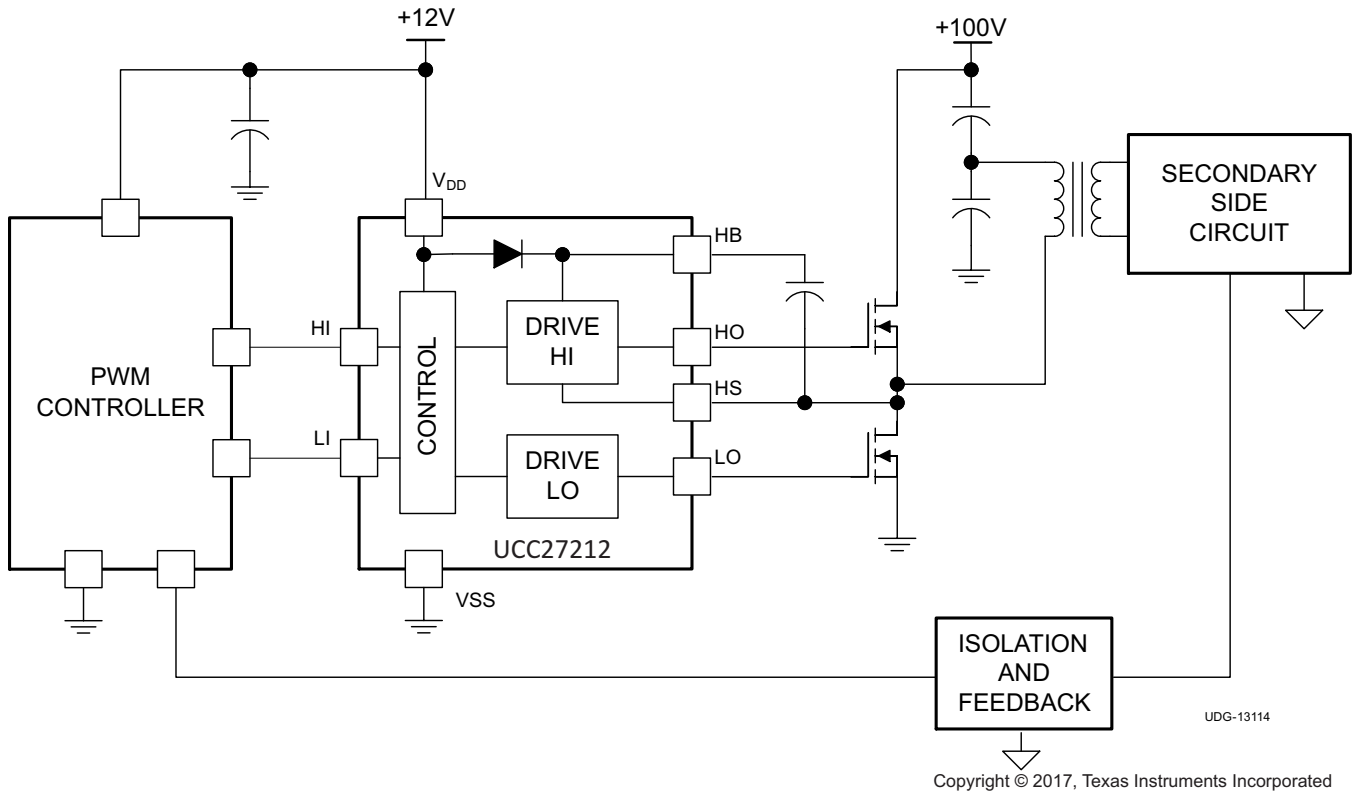 +12V
+100V
V_DD
SECONDARY
SIDE
CIRCUIT
HB
HI
DRIVE
HI
HO
PWM
CONTROLLER
CONTROL
HS
LI
DRIVE
LO
LO
UCC27212
VSS
ISOLATION
AND
FEEDBACK
UDG-13114
Copyright © 2017, Texas Instruments Incorporated